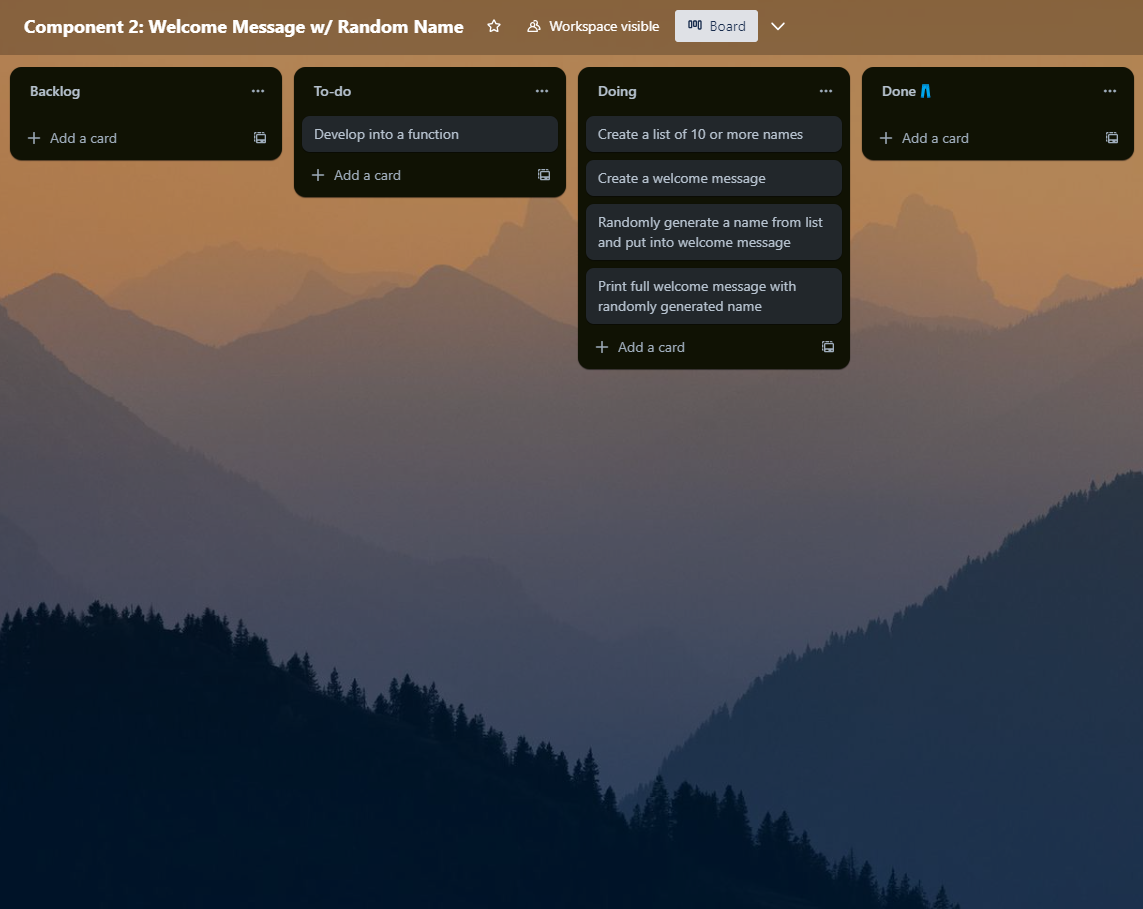 Component 2: Welcome Message w/ Random Name
Workspace visible
Board
Backlog
Add a card
To-do
Develop into a function
Add a card
Doing
Create a list of 10 or more names
Create a welcome message
Randomly generate a name from list
and put into welcome message
Print full welcome message with
randomly generated name
Add a card
Done 👖
Add a card